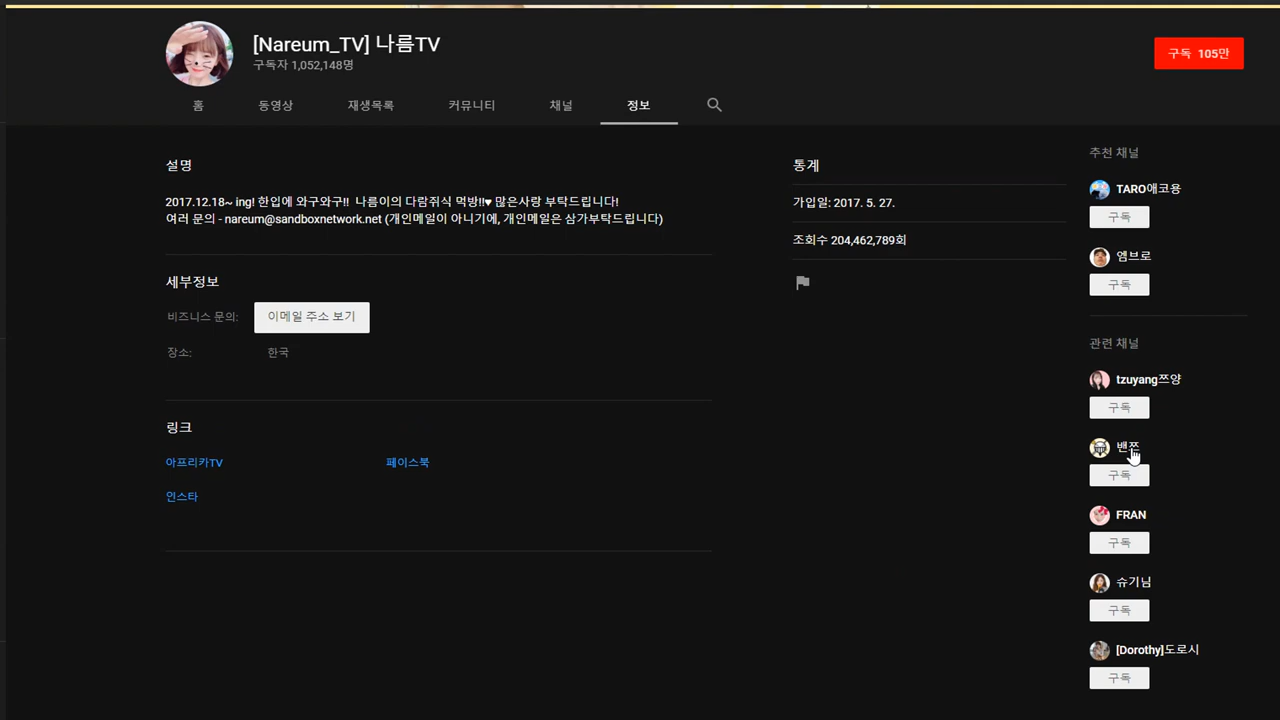 [Nareum_TV] 나름TV
구독자 1,052,148명
구독 105만
홈 동영상 재생목록 커뮤니티 채널 정보
설명
2017.12.18~ ing! 한입에 와구와구!! 나름이의 다람쥐식 먹방!!♥ 많은사랑 부탁드립니다!
여러 문의 - nareum@sandboxnetwork.net (개인메일이 아니기에, 개인메일은 삼가부탁드립니다)
세부정보
비즈니스 문의: 이메일 주소 보기
장소: 한국
링크
아프리카TV 페이스북
인스타
통계
가입일: 2017. 5. 27.
조회수 204,462,789회
추천 채널
TARO애코용
구독
엠브로
구독
관련 채널
tzuyang쯔양
구독
밴쯔
구독
FRAN
구독
슈기님
구독
[Dorothy]도로시
구독